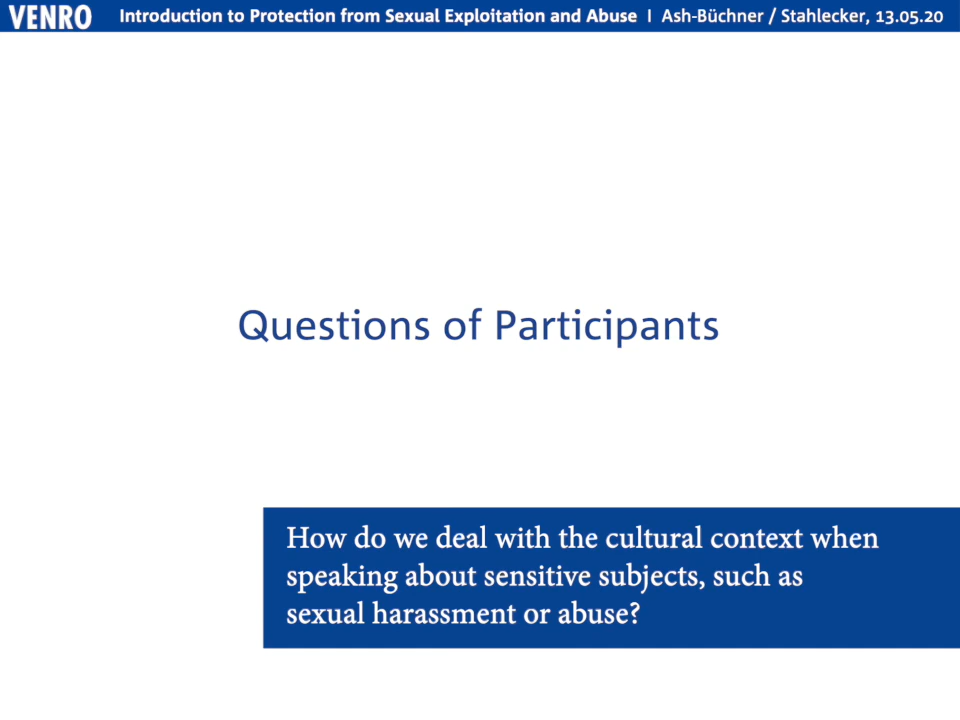 VENRO Introduction to Protection from Sexual Exploitation and Abuse I Ash-Büchner / Stahlecker, 13.05.20
Questions of Participants
How do we deal with the cultural context when
speaking about sensitive subjects, such as
sexual harassment or abuse?